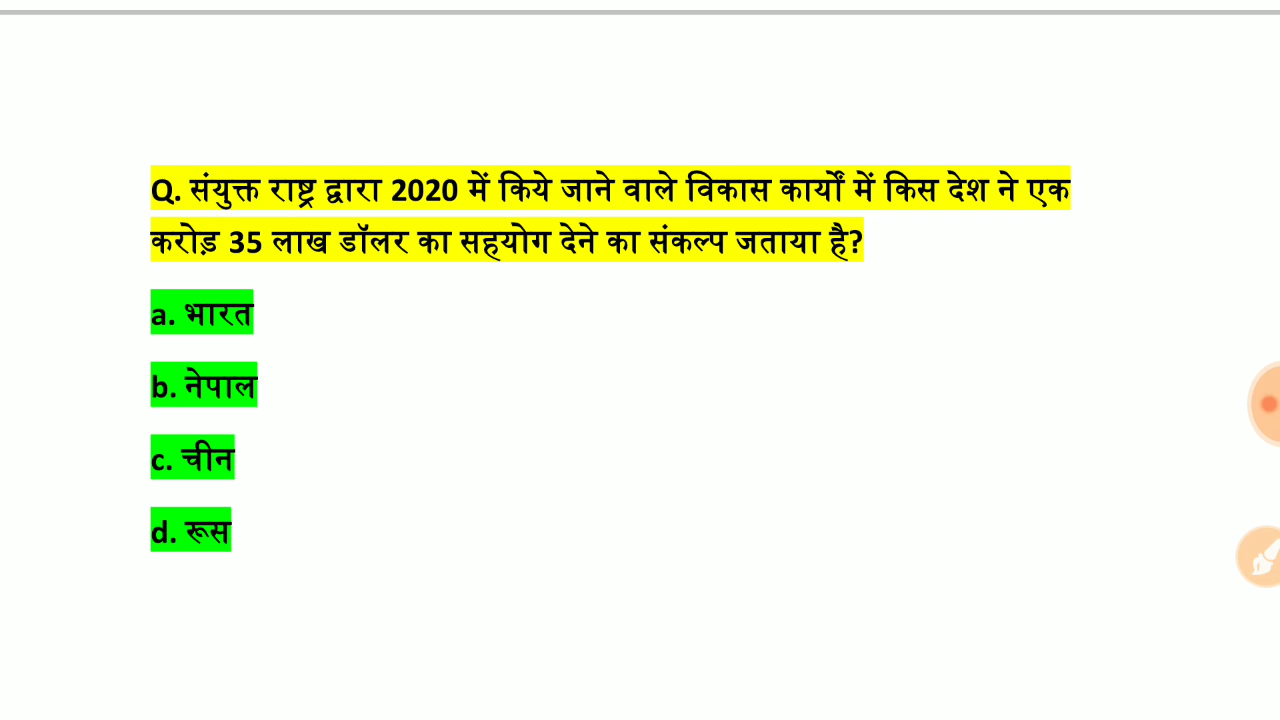 Q. संयुक्त राष्ट्र द्वारा 2020 में किये जाने वाले विकास कार्यों में किस देश ने एक
करोड़ 35 लाख डॉलर का सहयोग देने का संकल्प जताया है?
a. भारत
b. नेपाल
c. चीन
d. रूस